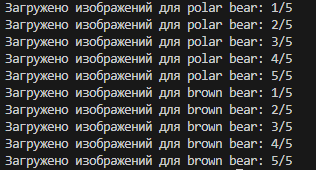 Загружено изображений для polar bear: 1/5
Загружено изображений для polar bear: 2/5
Загружено изображений для polar bear: 3/5
Загружено изображений для polar bear: 4/5
Загружено изображений для polar bear: 5/5
Загружено изображений для brown bear: 1/5
Загружено изображений для brown bear: 2/5
Загружено изображений для brown bear: 3/5
Загружено изображений для brown bear: 4/5
Загружено изображений для brown bear: 5/5